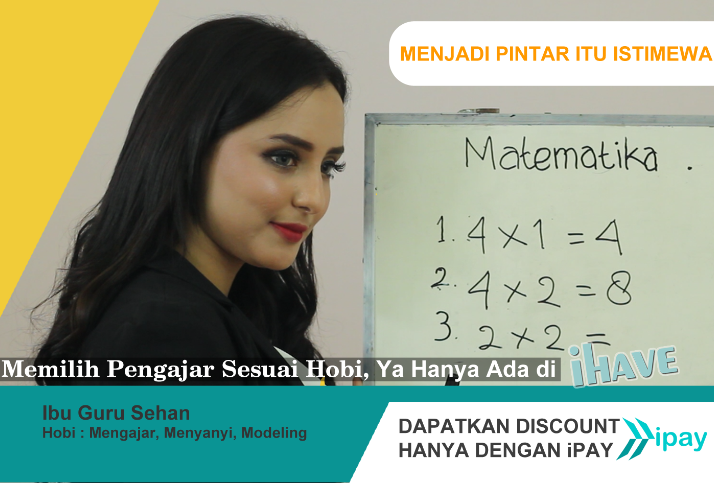 MENJADI PINTAR ITU ISTIMEWA
Matematika .
1. 4 × 1 = 4
2. 4 × 2 = 8
3. 2 × 2 =
Memilih Pengajar Sesuai Hobi, Ya Hanya Ada di iHAVE
Ibu Guru Sehan
Hobi : Mengajar, Menyanyi, Modeling
DAPATKAN DISCOUNT
HANYA DENGAN iPAY
ipay